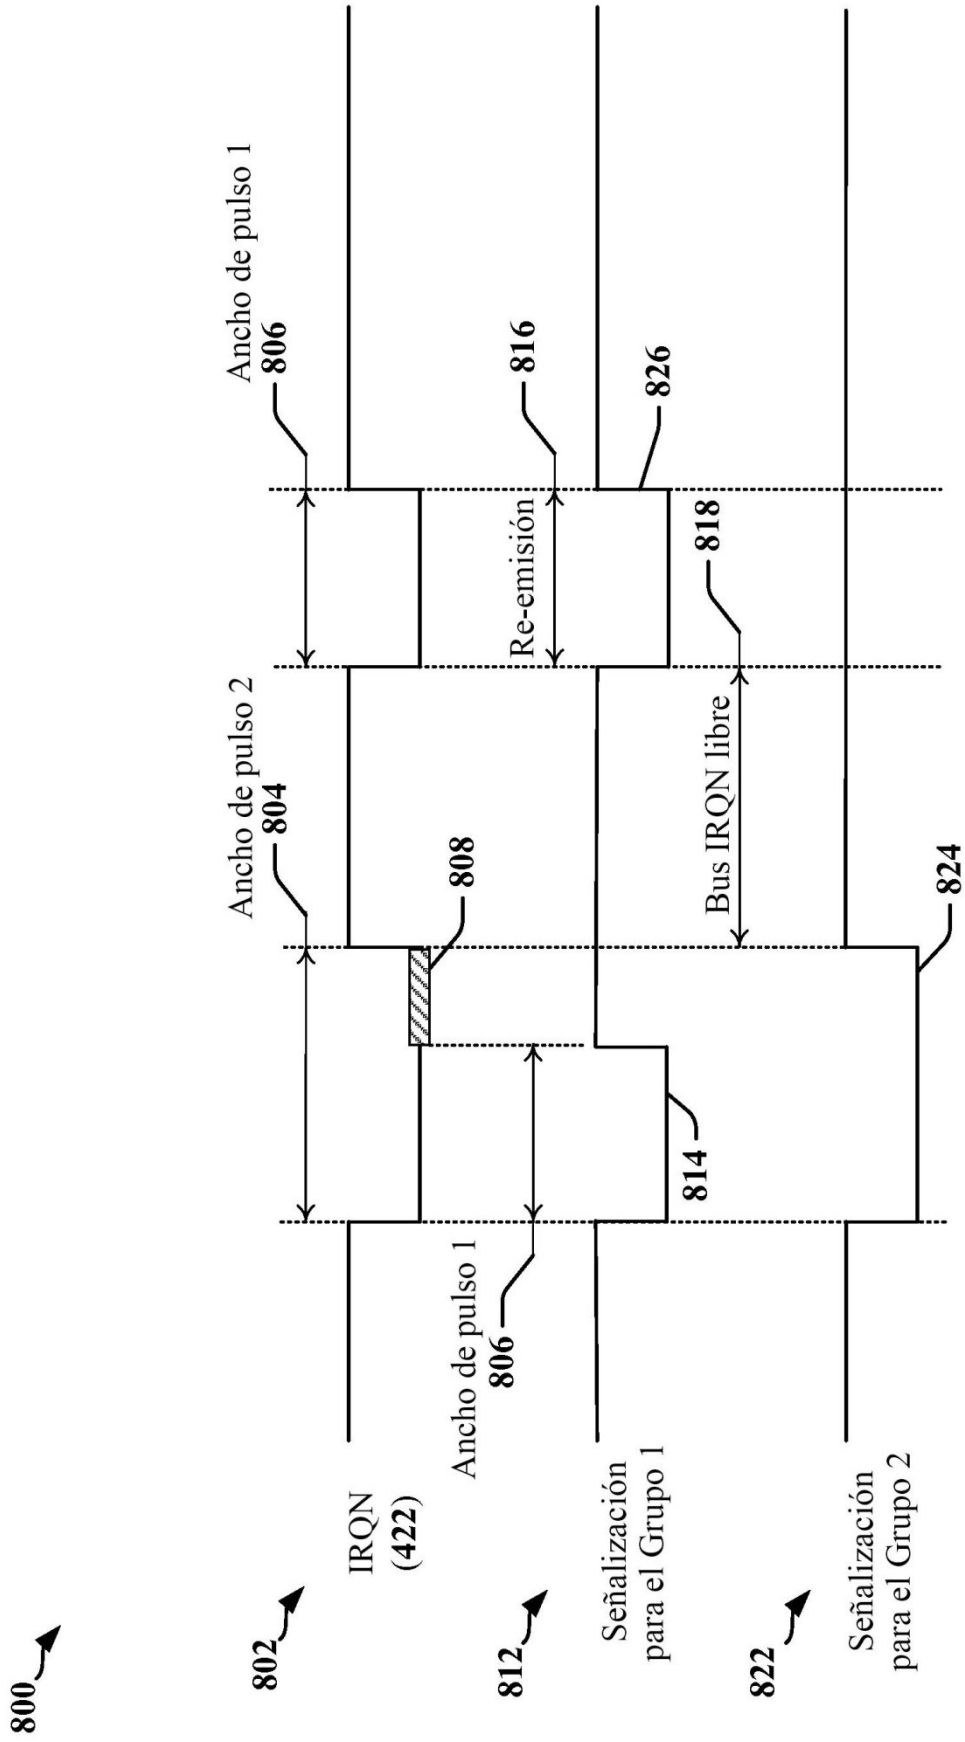 800
802
IRQN
(422)
Ancho de pulso 2
804
Ancho de pulso 1
806
808
812
Señalización
para el Grupo 1
Ancho de pulso 1
806
814
Re-emisión
816
826
822
Señalización
para el Grupo 2
Bus IRQN libre
818
824